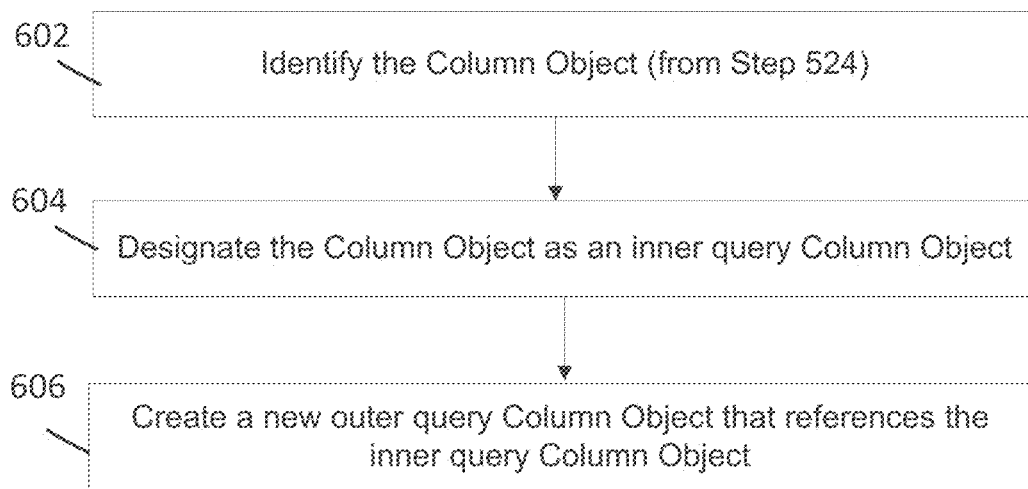 602
Identify the Column Object (from Step 524)
604
Designate the Column Object as an inner query Column Object
606
Create a new outer query Column Object that references the
inner query Column Object